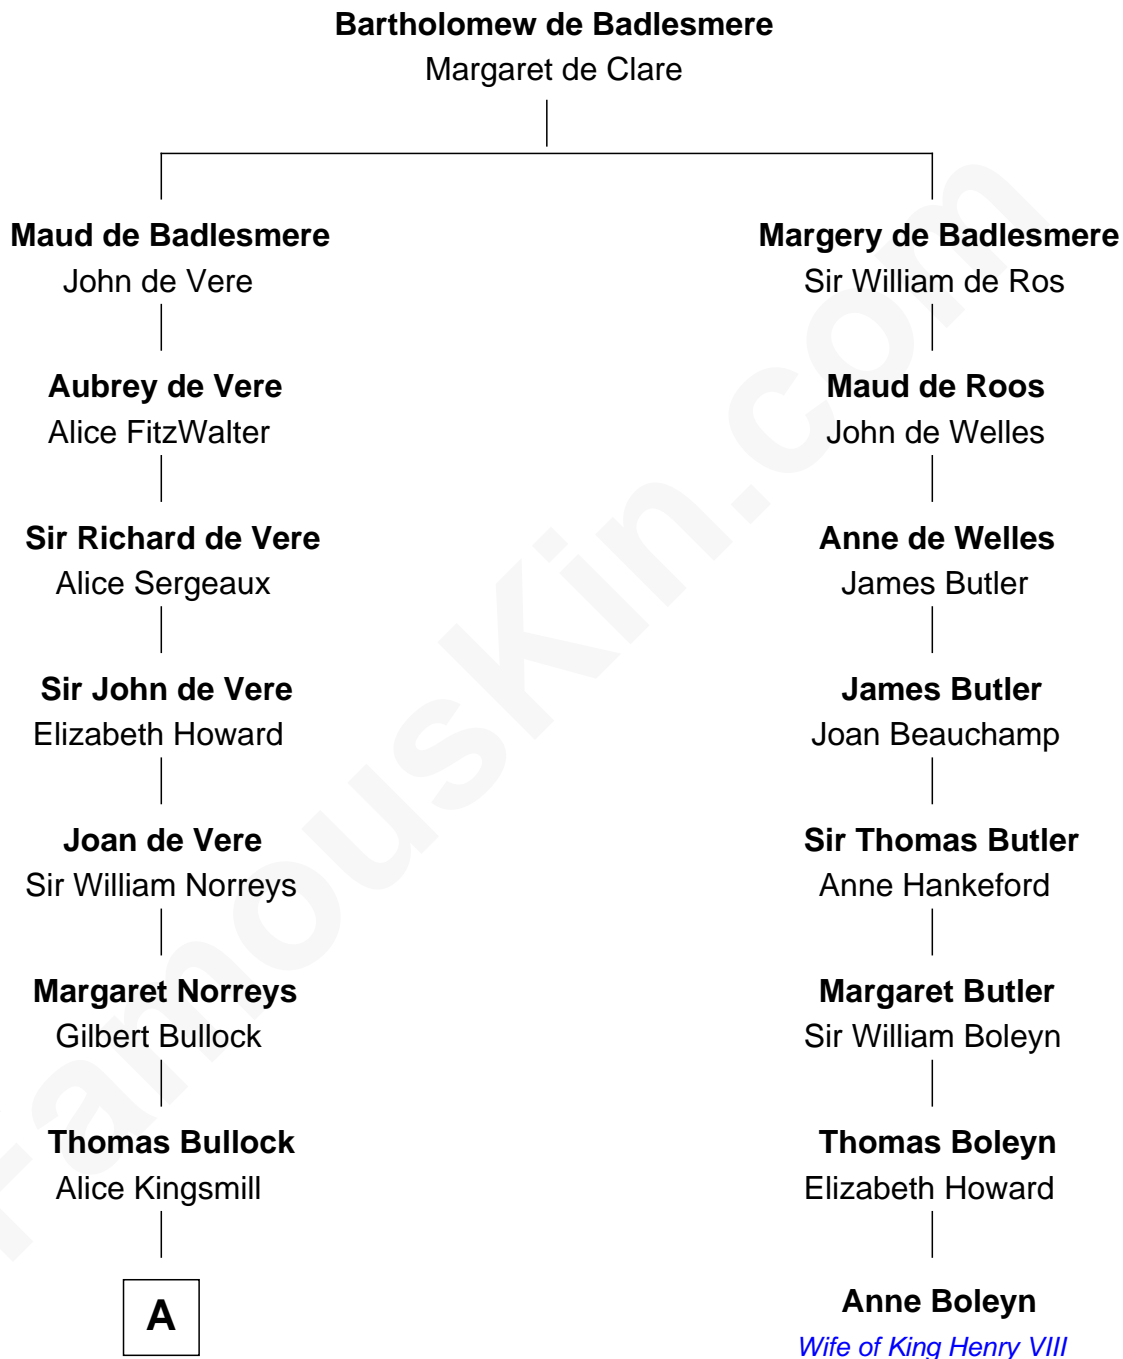 Bartholomew de Badlesmere
Margaret de Clare
Maud de Badlesmere
John de Vere
Aubrey de Vere
Alice FitzWalter
Sir Richard de Vere
Alice Sergeaux
Sir John de Vere
Elizabeth Howard
Joan de Vere
Sir William Norreys
Margaret Norreys
Gilbert Bullock
Thomas Bullock
Alice Kingsmill
A
Margery de Badlesmere
Sir William de Ros
Maud de Roos
John de Welles
Anne de Welles
James Butler
James Butler
Joan Beauchamp
Sir Thomas Butler
Anne Hankeford
Margaret Butler
Sir William Boleyn
Thomas Boleyn
Elizabeth Howard
Anne Boleyn
Wife of King Henry VIII
FamousKin.com